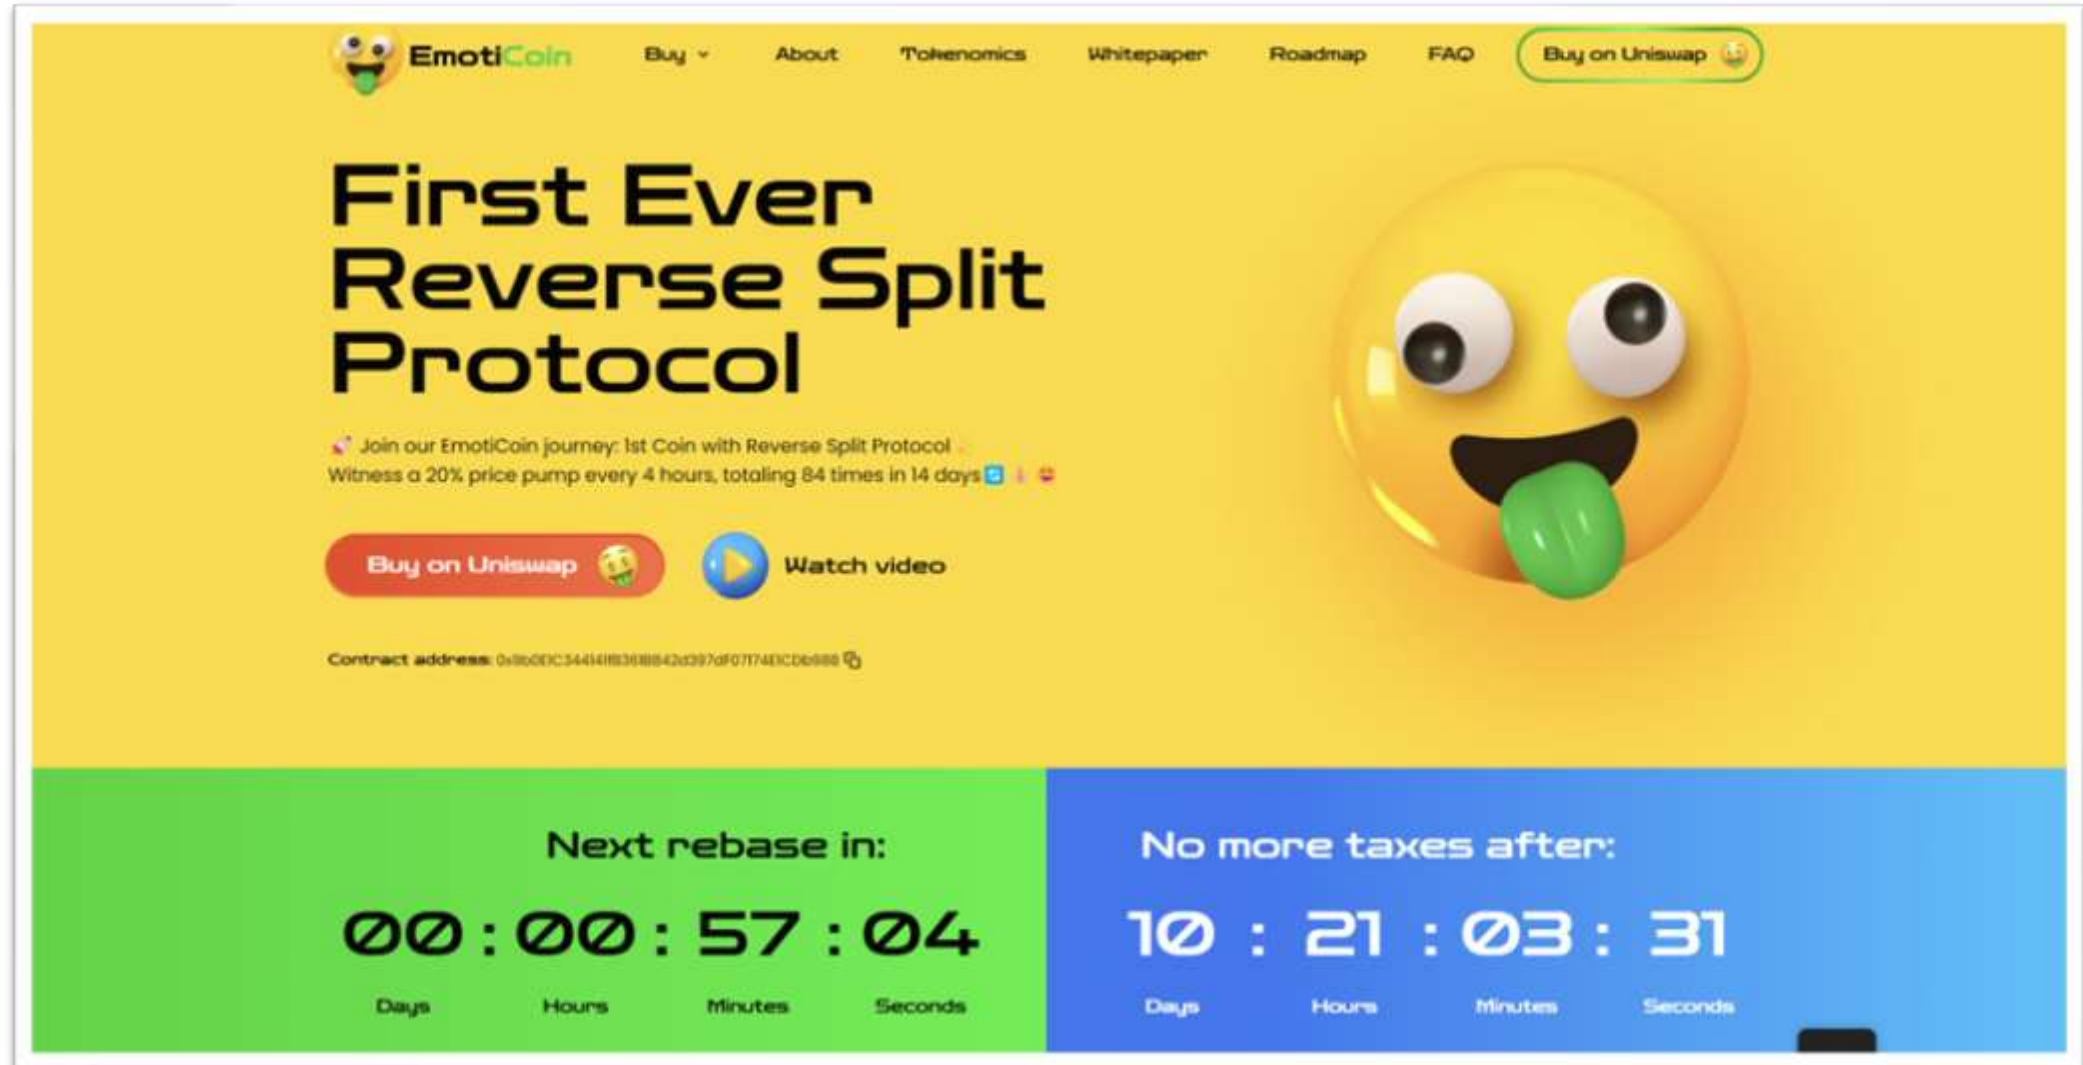 EmotiCoin
Buy
About
Tokenomics
Whitepaper
Roadmap
FAQ
Buy on Uniswap
First Ever
Reverse Split
Protocol
Join our EmotiCoin journey: 1st Coin with Reverse Split Protocol
Witness a 20% price pump every 4 hours, totaling 84 times in 14 days
Buy on Uniswap
Watch video
Contract address:
Next rebase in:
00 : 00 : 57 : 04
Days Hours Minutes Seconds
No more taxes after:
10 : 21 : 03 : 31
Days Hours Minutes Seconds